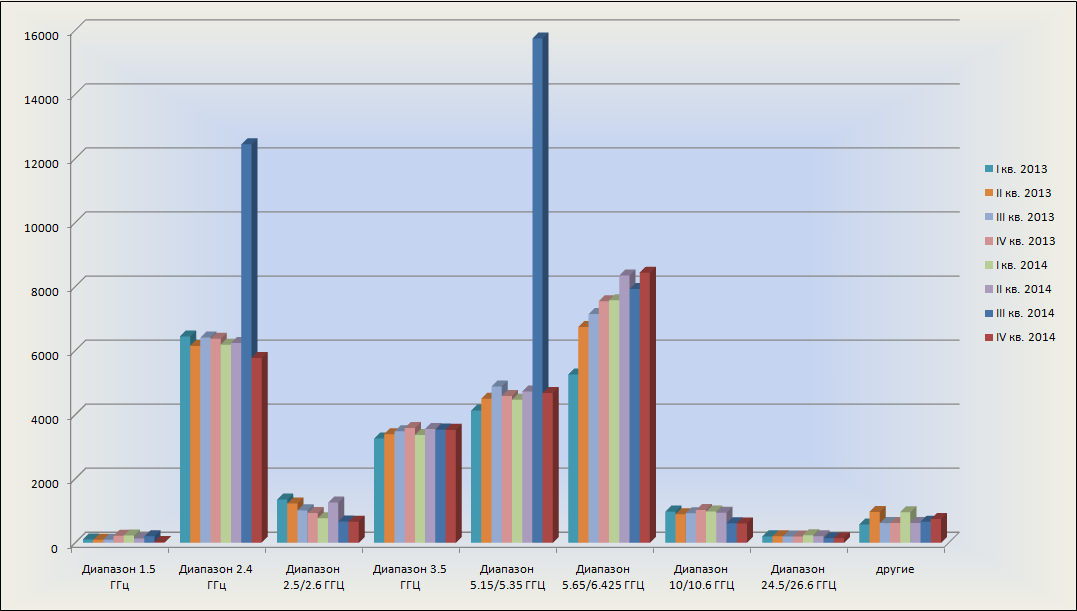 16000
14000
12000
10000
8000
6000
4000
2000
0
Диапазон 1.5
ГГц
Диапазон 2.4
ГГц
Диапазон
2.5/2.6 ГГЦ
Диапазон 3.5
ГГЦ
Диапазон
5.15/5.35 ГГЦ
Диапазон
5.65/6.425 ГГЦ
Диапазон
10/10.6 ГГЦ
Диапазон
24.5/26.6 ГГЦ
другие
I кв. 2013
II кв. 2013
III кв. 2013
IV кв. 2013
I кв. 2014
II кв. 2014
III кв. 2014
IV кв. 2014